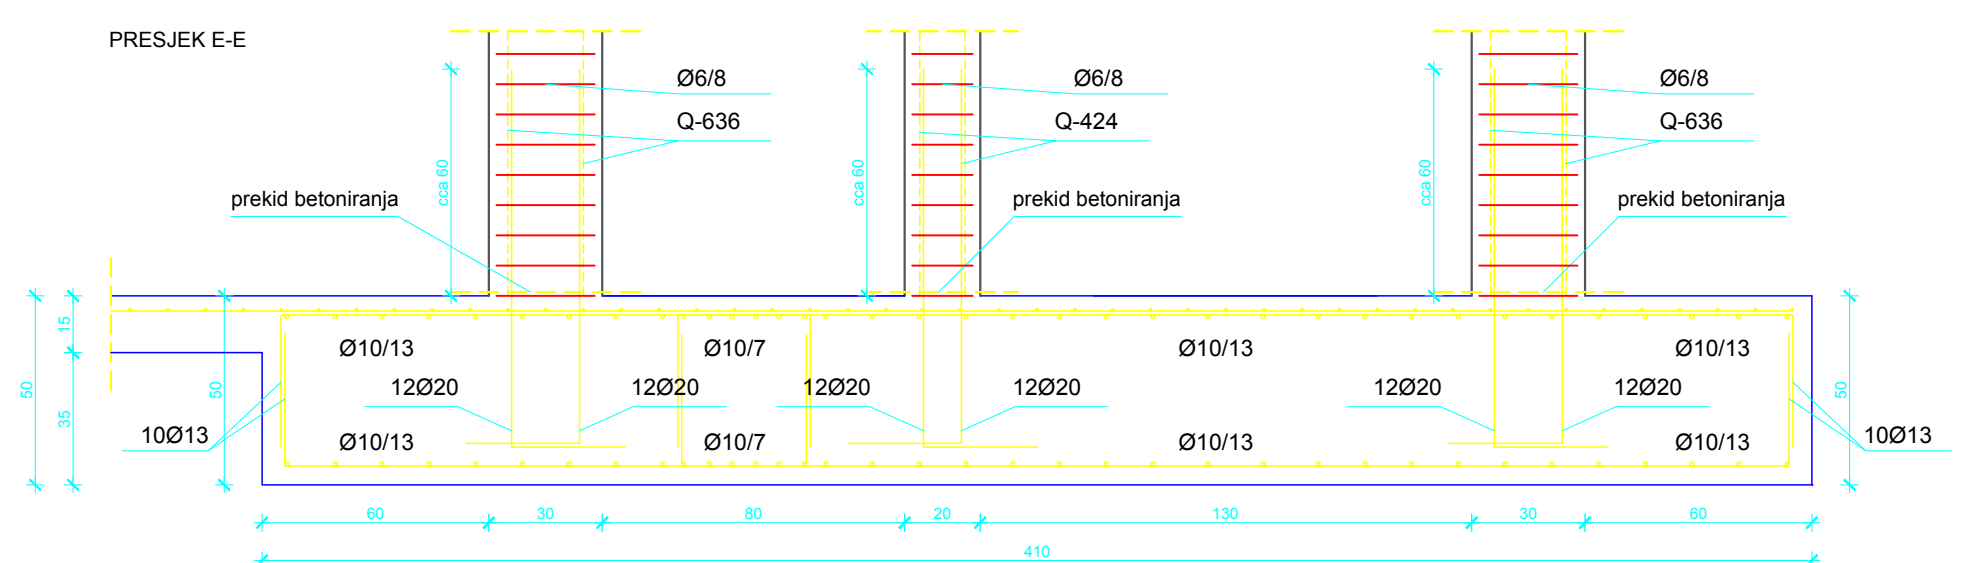 PRESJEK E-E
Ø6/8
Ø6/8
Ø6/8
Q-636
Q-424
Q-636
cca 60
cca 60
cca 60
prekid betoniranja
prekid betoniranja
prekid betoniranja
15
50
35
50
50
Ø10/13
Ø10/7
Ø10/13
Ø10/13
12Ø20
12Ø20
12Ø20
12Ø20
12Ø20
12Ø20
10Ø13
Ø10/13
Ø10/7
Ø10/13
Ø10/13
10Ø13
60
30
80
20
130
30
60
410